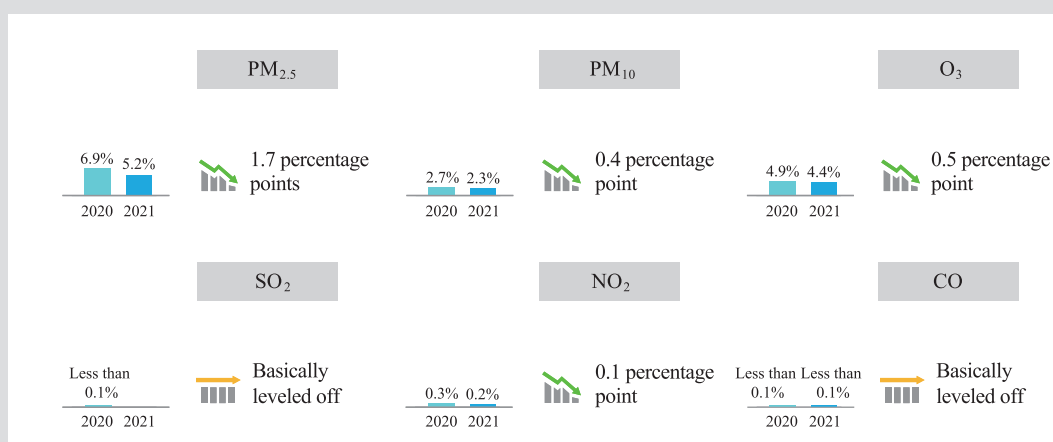 PM2.5
6.9% 5.2%
2020 2021
1.7 percentage
points
PM10
2.7% 2.3%
2020 2021
0.4 percentage
point
O3
4.9% 4.4%
2020 2021
0.5 percentage
point
SO2
Less than
0.1%
2020 2021
Basically
leveled off
NO2
0.3% 0.2%
2020 2021
0.1 percentage
point
CO
Less than Less than
0.1% 0.1%
2020 2021
Basically
leveled off